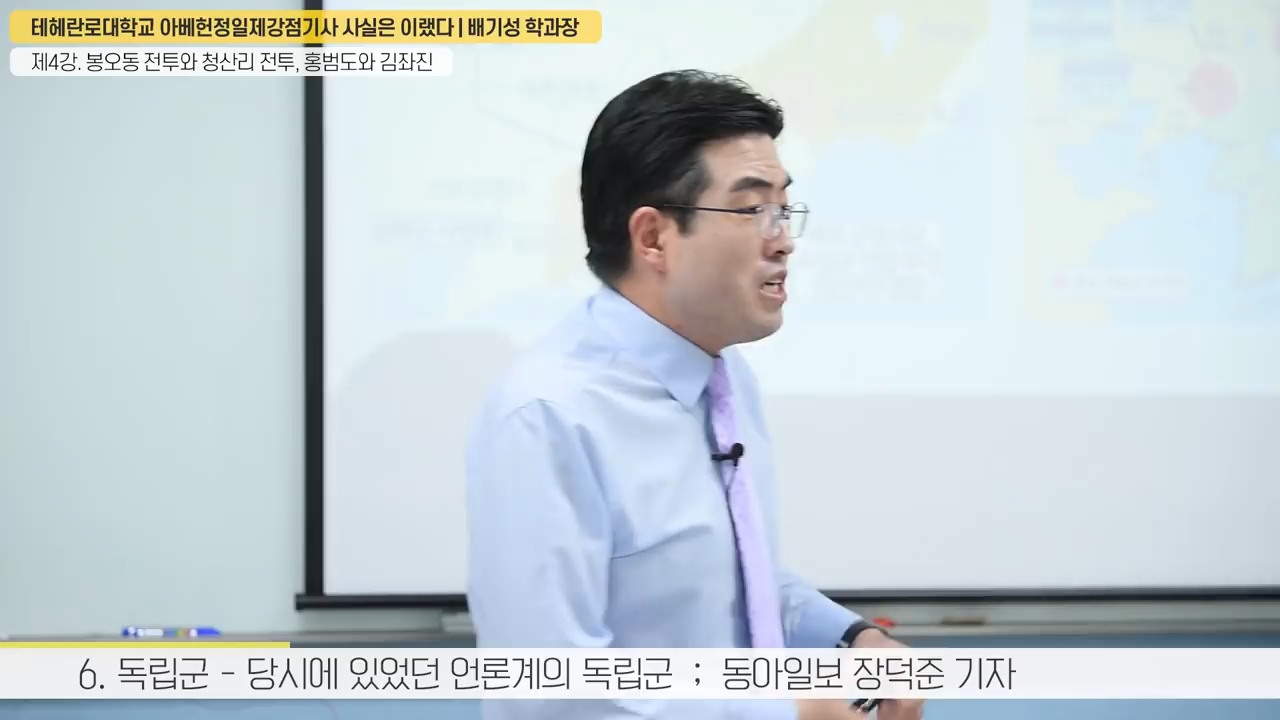 테헤란로대학교 아베헌정일제강점기사 사실은 이랬다 | 배기성 학과장
제4강. 봉오동 전투와 청산리 전투, 홍범도와 김좌진
6. 독립군 - 당시에 있었던 언론계의 독립군 ; 동아일보 장덕준 기자